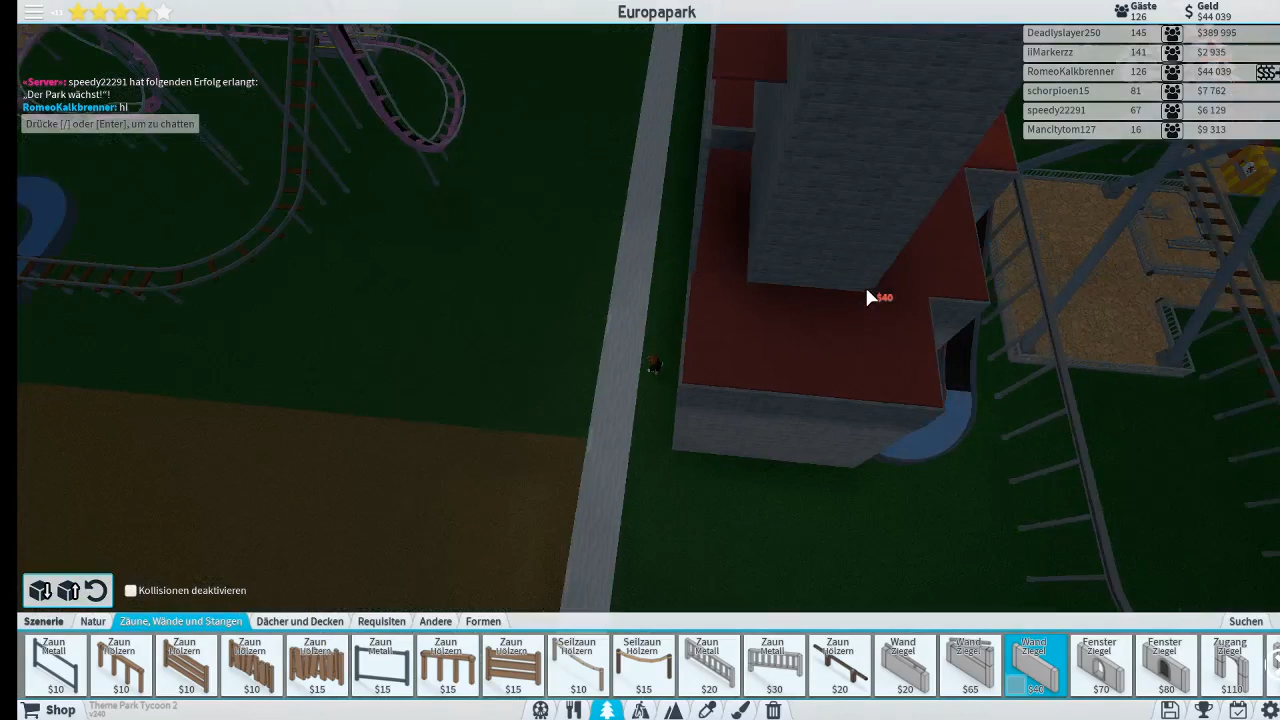 +13
Europapark
Gäste
126
Geld
$44 039
Deadlyslayer250 145 $389 995
iiMarkerzz 141 $2 935
RomeoKalkbrenner 126 $44 039
schorpioen15 81 $7 762
speedy22291 67 $6 129
Mancitytom127 16 $9 313
«Server»: speedy22291 hat folgenden Erfolg erlangt:
„Der Park wächst!“!
RomeoKalkbrenner: hi
Drücke [/] oder [Enter], um zu chatten
$40
Kollisionen deaktivieren
Szenerie Natur Zäune, Wände und Stangen Dächer und Decken Requisiten Andere Formen Suchen
Zaun Metall $10
Zaun Hölzern $10
Zaun Hölzern $10
Zaun Hölzern $10
Zaun Hölzern $15
Zaun Metall $15
Zaun Hölzern $15
Zaun Hölzern $15
Seilzaun Hölzern $10
Seilzaun Hölzern $15
Zaun Metall $20
Zaun Metall $30
Zaun Hölzern $20
Wand Ziegel $20
Wand Ziegel $65
Wand Ziegel $40
Fenster Ziegel $70
Fenster Ziegel $80
Zugang Ziegel $110
Shop
Theme Park Tycoon 2
v240